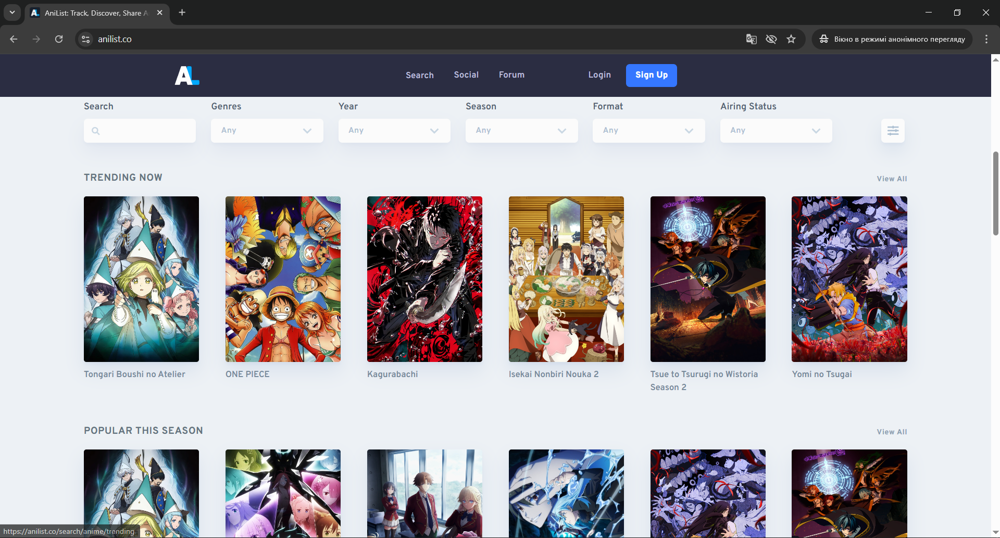 AniList: Track, Discover, Share A
anilist.co
Вікно в режимі анонімного перегляду
AL
Search
Social
Forum
Login
Sign Up
Search
Genres
Year
Season
Format
Airing Status
Any
Any
Any
Any
Any
TRENDING NOW
View All
Tongari Boushi no Atelier
ONE PIECE
Kagurabachi
Isekai Nonbiri Nouka 2
Tsue to Tsurugi no Wistoria
Season 2
Yomi no Tsugai
POPULAR THIS SEASON
View All
https://anilist.co/search/anime/trending